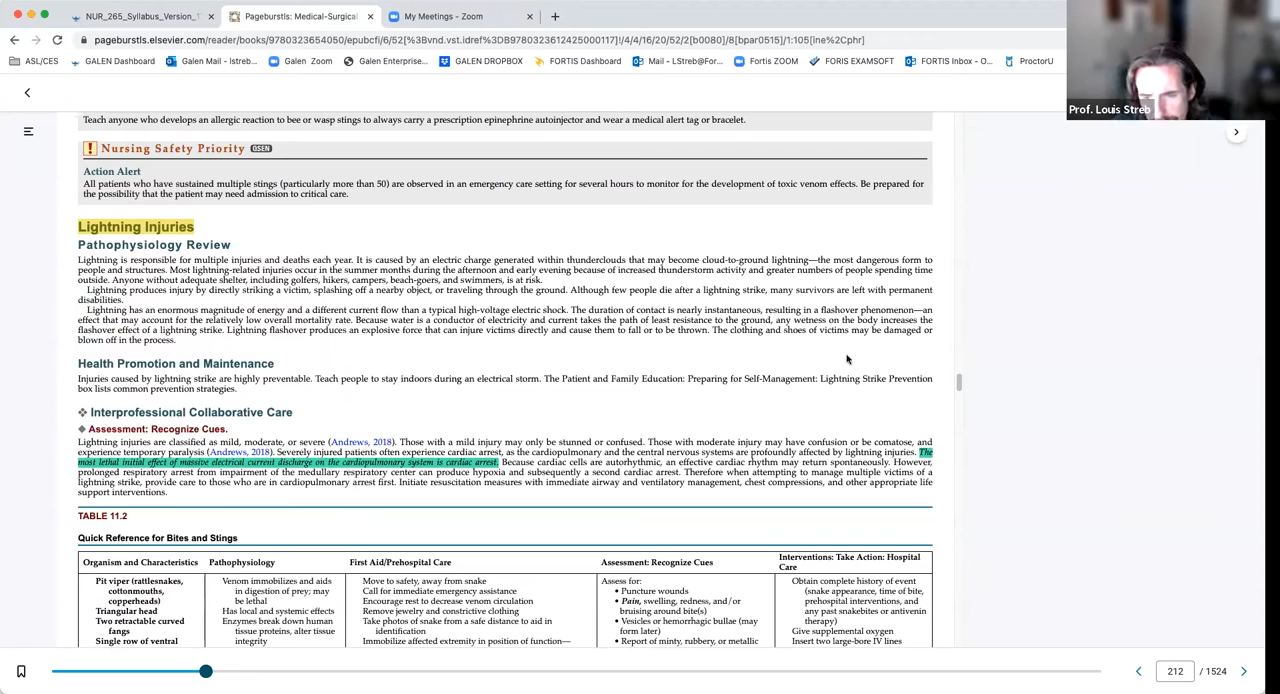 NUR_265_Syllabus_Version_1
Pageburstls: Medical-Surgical
My Meetings - Zoom
pageburstls.elsevier.com/reader/books/9780323654050/epubcfi/6/52[%3Bvnd.vst.idref%3DB9780323612425000117]!/4/4/16/20/52/2[b0080]/8[bpar0515]/1:105[ine%2Cphr]
ASL/CES
GALEN Dashboard
Galen Mail - lstreb...
Galen Zoom
Galen Enterprise...
GALEN DROPBOX
FORTIS Dashboard
Mail - LStreb@For...
Fortis ZOOM
FORIS EXAMSOFT
FORTIS Inbox - O...
ProctorU
Prof. Louis Streb
Teach anyone who develops an allergic reaction to bee or wasp stings to always carry a prescription epinephrine autoinjector and wear a medical alert tag or bracelet.
! Nursing Safety Priority QSEN
Action Alert
All patients who have sustained multiple stings (particularly more than 50) are observed in an emergency care setting for several hours to monitor for the development of toxic venom effects. Be prepared for
the possibility that the patient may need admission to critical care.
Lightning Injuries
Pathophysiology Review
Lightning is responsible for multiple injuries and deaths each year. It is caused by an electric charge generated within thunderclouds that may become cloud-to-ground lightning—the most dangerous form to
people and structures. Most lightning-related injuries occur in the summer months during the afternoon and early evening because of increased thunderstorm activity and greater numbers of people spending time
outside. Anyone without adequate shelter, including golfers, hikers, campers, beach-goers, and swimmers, is at risk.
Lightning produces injury by directly striking a victim, splashing off a nearby object, or traveling through the ground. Although few people die after a lightning strike, many survivors are left with permanent
disabilities.
Lightning has an enormous magnitude of energy and a different current flow than a typical high-voltage electric shock. The duration of contact is nearly instantaneous, resulting in a flashover phenomenon—an
effect that may account for the relatively low overall mortality rate. Because water is a conductor of electricity and current takes the path of least resistance to the ground, any wetness on the body increases the
flashover effect of a lightning strike. Lightning flashover produces an explosive force that can injure victims directly and cause them to fall or to be thrown. The clothing and shoes of victims may be damaged or
blown off in the process.
Health Promotion and Maintenance
Injuries caused by lightning strike are highly preventable. Teach people to stay indoors during an electrical storm. The Patient and Family Education: Preparing for Self-Management: Lightning Strike Prevention
box lists common prevention strategies.
❖ Interprofessional Collaborative Care
◆ Assessment: Recognize Cues.
Lightning injuries are classified as mild, moderate, or severe (Andrews, 2018). Those with a mild injury may only be stunned or confused. Those with moderate injury may have confusion or be comatose, and
experience temporary paralysis (Andrews, 2018). Severely injured patients often experience cardiac arrest, as the cardiopulmonary and the central nervous systems are profoundly affected by lightning injuries. The
most lethal initial effect of massive electrical current discharge on the cardiopulmonary system is cardiac arrest. Because cardiac cells are autorhythmic, an effective cardiac rhythm may return spontaneously. However,
prolonged respiratory arrest from impairment of the medullary respiratory center can produce hypoxia and subsequently a second cardiac arrest. Therefore when attempting to manage multiple victims of a
lightning strike, provide care to those who are in cardiopulmonary arrest first. Initiate resuscitation measures with immediate airway and ventilatory management, chest compressions, and other appropriate life
support interventions.
TABLE 11.2
Quick Reference for Bites and Stings
Organism and Characteristics
Pathophysiology
First Aid/Prehospital Care
Assessment: Recognize Cues
Interventions: Take Action: Hospital
Care
Pit viper (rattlesnakes,
cottonmouths,
copperheads)
Triangular head
Two retractable curved
fangs
Single row of ventral
Venom immobilizes and aids
in digestion of prey; may
be lethal
Has local and systemic effects
Enzymes break down human
tissue proteins, alter tissue
integrity
Move to safety, away from snake
Call for immediate emergency assistance
Encourage rest to decrease venom circulation
Remove jewelry and constrictive clothing
Take photos of snake from a safe distance to aid in
identification
Immobilize affected extremity in position of function—
Assess for:
• Puncture wounds
• Pain, swelling, redness, and/or
bruising around bite(s)
• Vesicles or hemorrhagic bullae (may
form later)
• Report of minty, rubbery, or metallic
Obtain complete history of event
(snake appearance, time of bite,
prehospital interventions, and
any past snakebites or antivenin
therapy)
Give supplemental oxygen
Insert two large-bore IV lines
212 / 1524